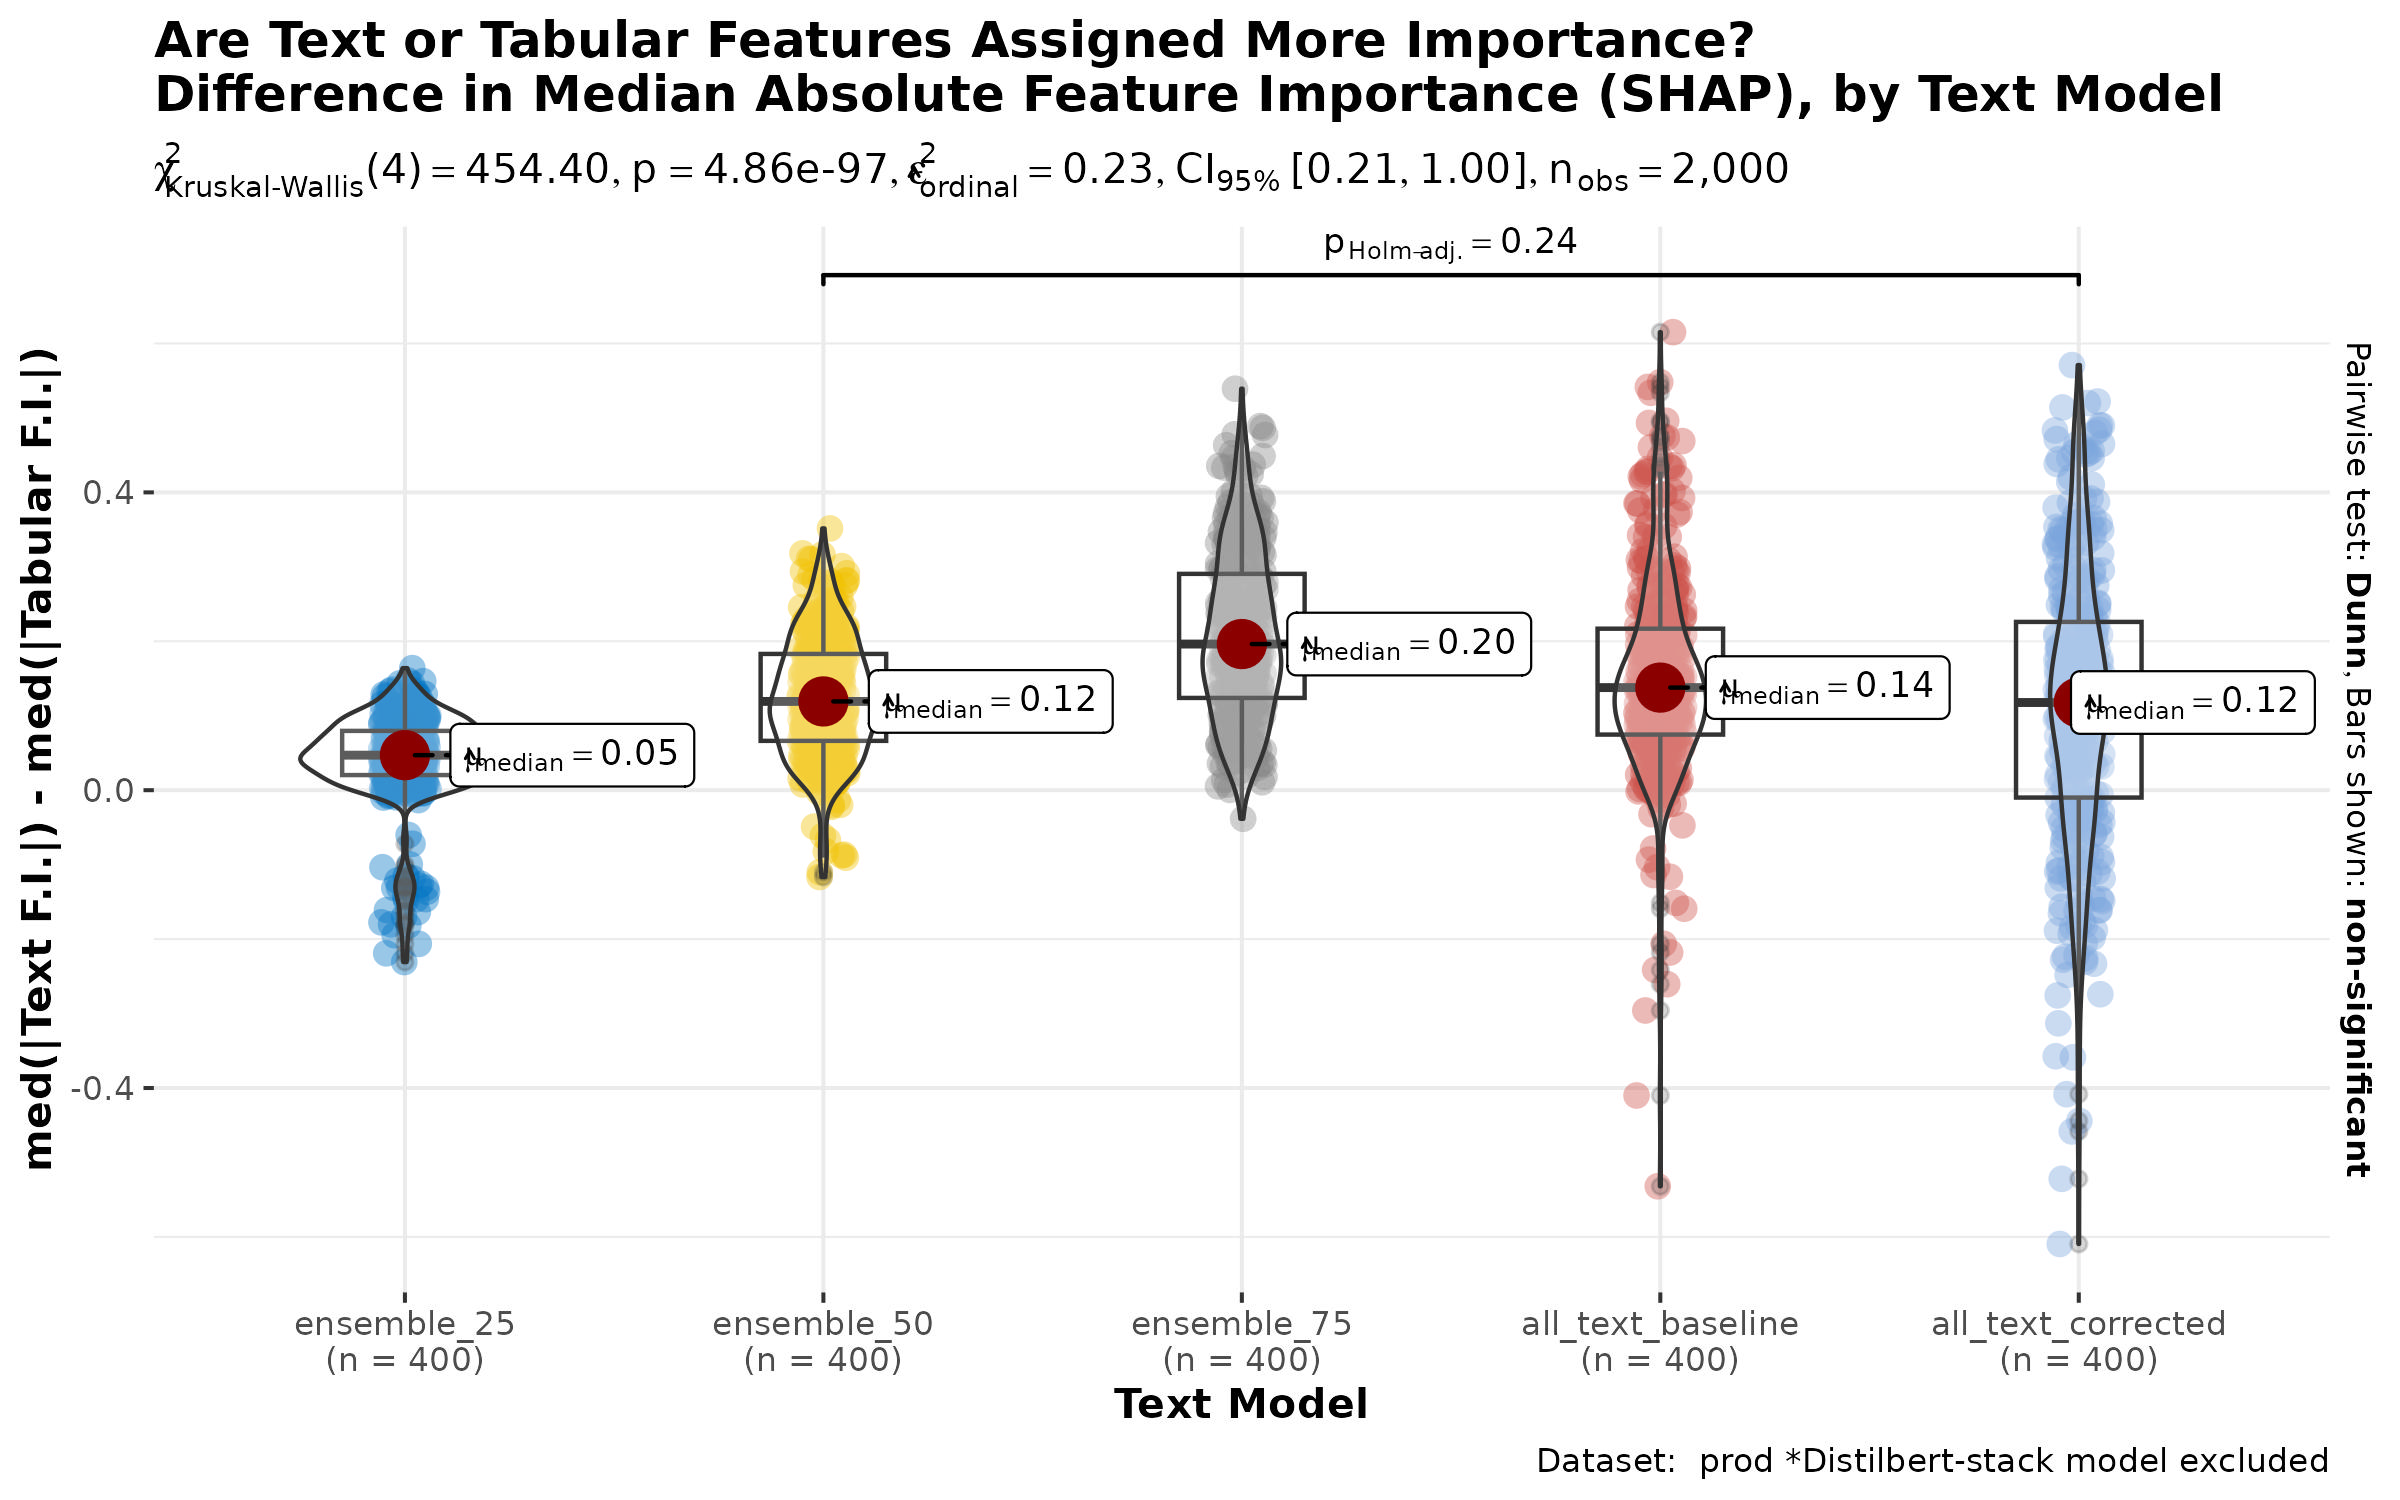 Are Text or Tabular Features Assigned More Importance?
Difference in Median Absolute Feature Importance (SHAP), by Text Model
χ²Kruskal-Wallis (4) = 454.40, p = 4.86e-97, ε̂²ordinal = 0.23, CI95% [0.21, 1.00], nobs = 2,000
pHolm-adj. = 0.24
med(|Text F.I.|) - med(|Tabular F.I.|)
0.4
0.0
-0.4
μ̂median = 0.05
μ̂median = 0.12
μ̂median = 0.20
μ̂median = 0.14
μ̂median = 0.12
Pairwise test: Dunn, Bars shown: non-significant
ensemble_25
(n = 400)
ensemble_50
(n = 400)
ensemble_75
(n = 400)
all_text_baseline
(n = 400)
all_text_corrected
(n = 400)
Text Model
Dataset:  prod *Distilbert-stack model excluded